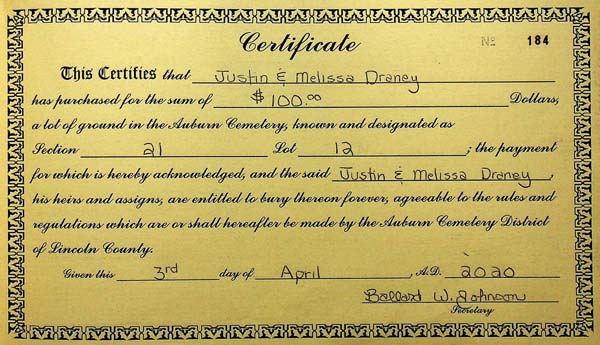 Certificate
№ 184
This Certifies that Justin & Melissa Draney
has purchased for the sum of $100.00 Dollars,
a lot of ground in the Auburn Cemetery, known and designated as
Section 21 Lot 12; the payment
for which is hereby acknowledged, and the said Justin & Melissa Draney,
his heirs and assigns, are entitled to bury thereon forever, agreeable to the rules and
regulations which are or shall hereafter be made by the Auburn Cemetery District
of Lincoln County.
Given this 3rd day of April, A.D. 2020
Ballard W. Johnson
Secretary